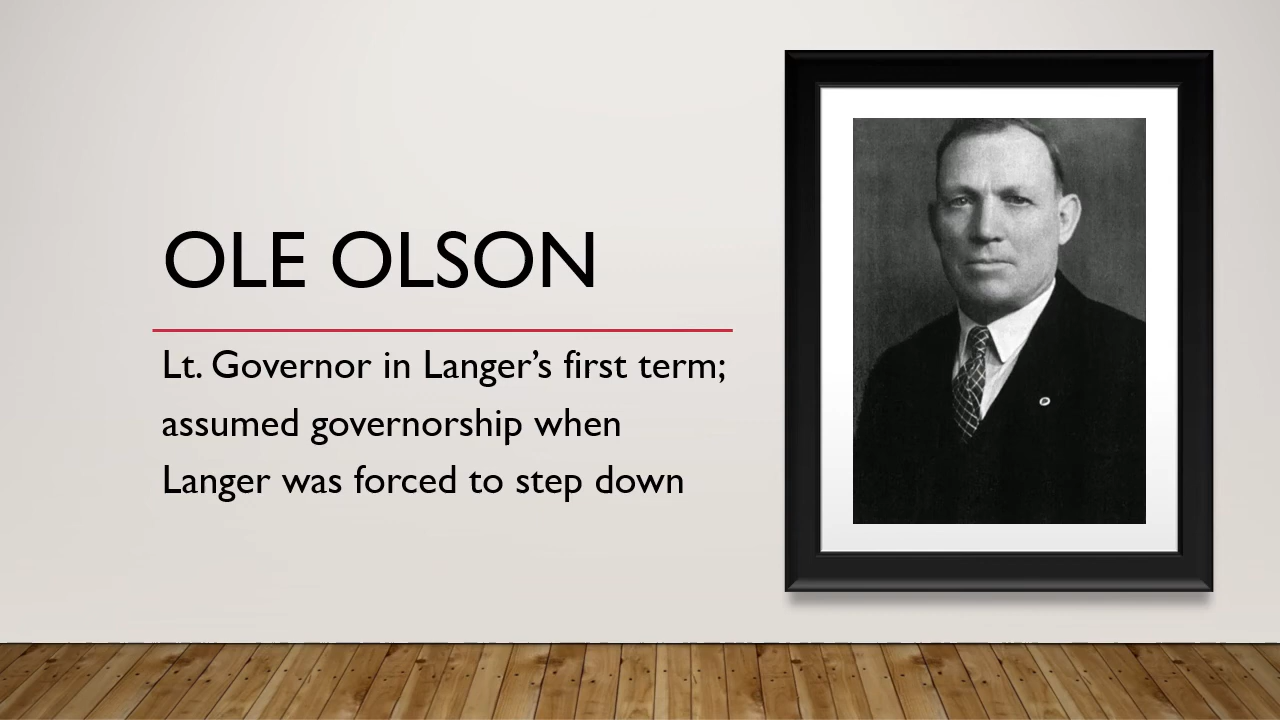 OLE OLSON
Lt. Governor in Langer’s first term;
assumed governorship when
Langer was forced to step down